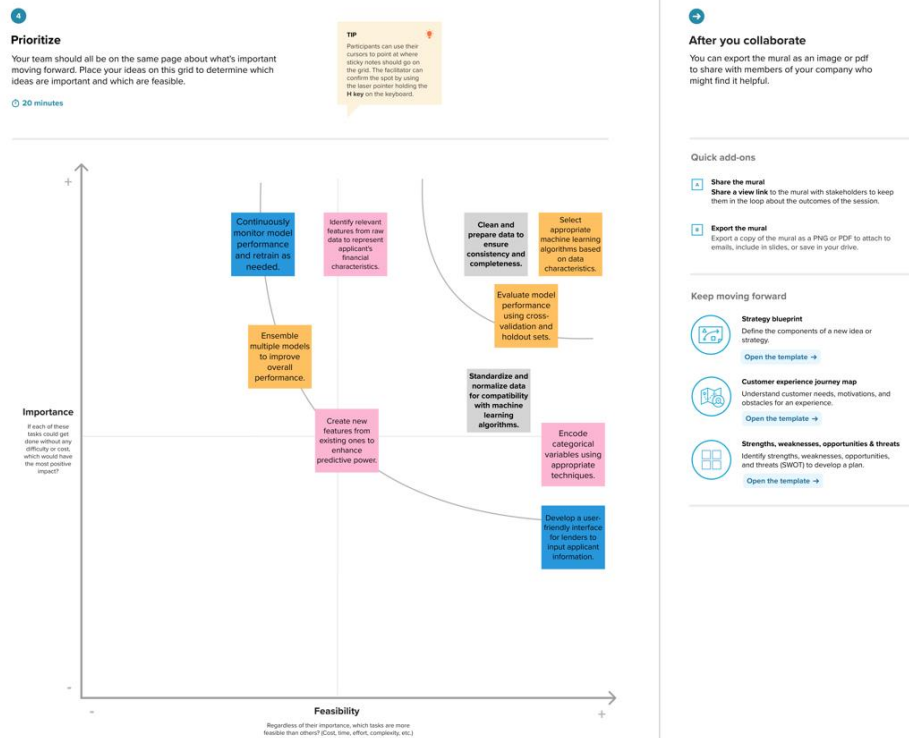 4
Prioritize
Your team should all be on the same page about what's important
moving forward. Place your ideas on this grid to determine which
ideas are important and which are feasible.
20 minutes
TIP
Participants can use their
cursors to point at where
sticky notes should go on
the grid. The facilitator can
confirm the spot by using
the laser pointer holding the
H key on the keyboard.
+
Continuously
monitor model
performance
and retrain as
needed.
Identify relevant
features from raw
data to represent
applicant's
financial
characteristics.
Clean and
prepare data to
ensure
consistency and
completeness.
Select
appropriate
machine learning
algorithms based
on data
characteristics.
Evaluate model
performance
using cross-
validation and
holdout sets.
Ensemble
multiple models
to improve
overall
performance.
Standardize and
normalize data
for compatibility
with machine
learning
algorithms.
Create new
features from
existing ones to
enhance
predictive power.
Encode
categorical
variables using
appropriate
techniques.
Develop a user-
friendly interface
for lenders to
input applicant
information.
Importance
If each of these
tasks could get
done without any
difficulty or cost,
which would have
the most positive
impact?
-
-
Feasibility
+
Regardless of their importance, which tasks are more
feasible than others? (Cost, time, effort, complexity, etc.)
After you collaborate
You can export the mural as an image or pdf
to share with members of your company who
might find it helpful.
Quick add-ons
A
Share the mural
Share a view link to the mural with stakeholders to keep
them in the loop about the outcomes of the session.
B
Export the mural
Export a copy of the mural as a PNG or PDF to attach to
emails, include in slides, or save in your drive.
Keep moving forward
Strategy blueprint
Define the components of a new idea or
strategy.
Open the template →
Customer experience journey map
Understand customer needs, motivations, and
obstacles for an experience.
Open the template →
Strengths, weaknesses, opportunities & threats
Identify strengths, weaknesses, opportunities,
and threats (SWOT) to develop a plan.
Open the template →